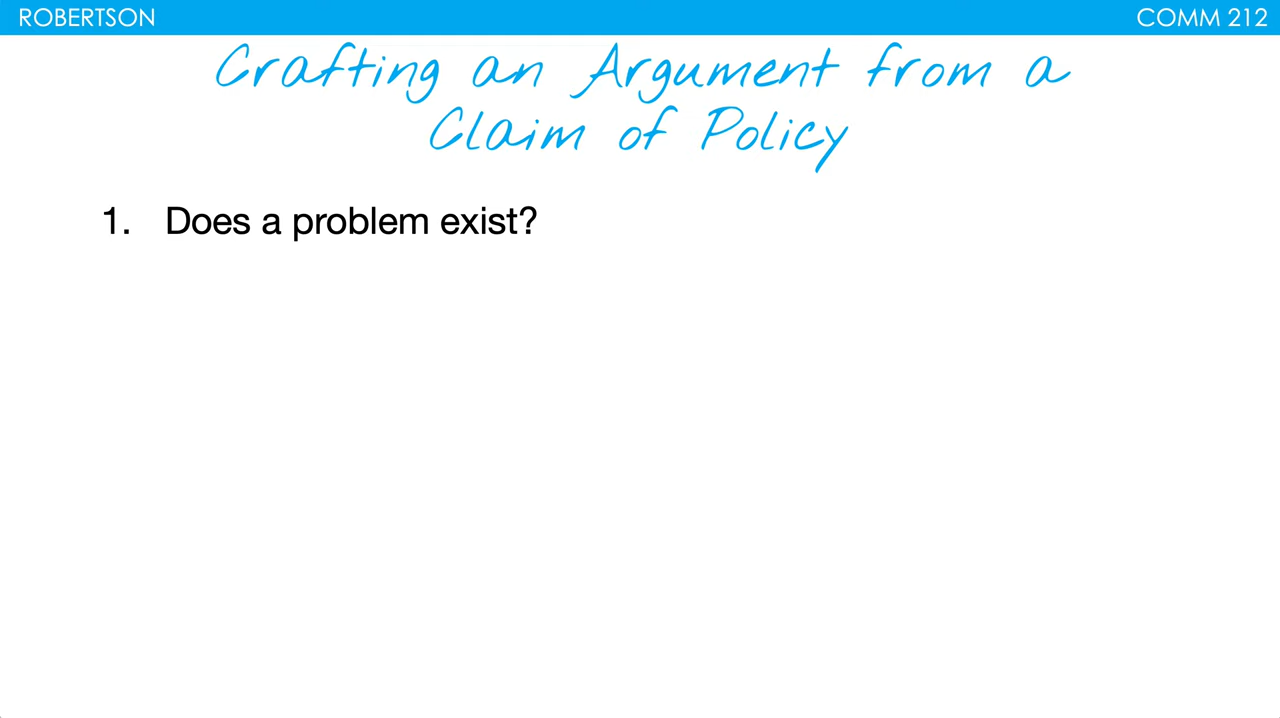 ROBERTSON
COMM 212
Crafting an Argument from a
Claim of Policy
1. Does a problem exist?